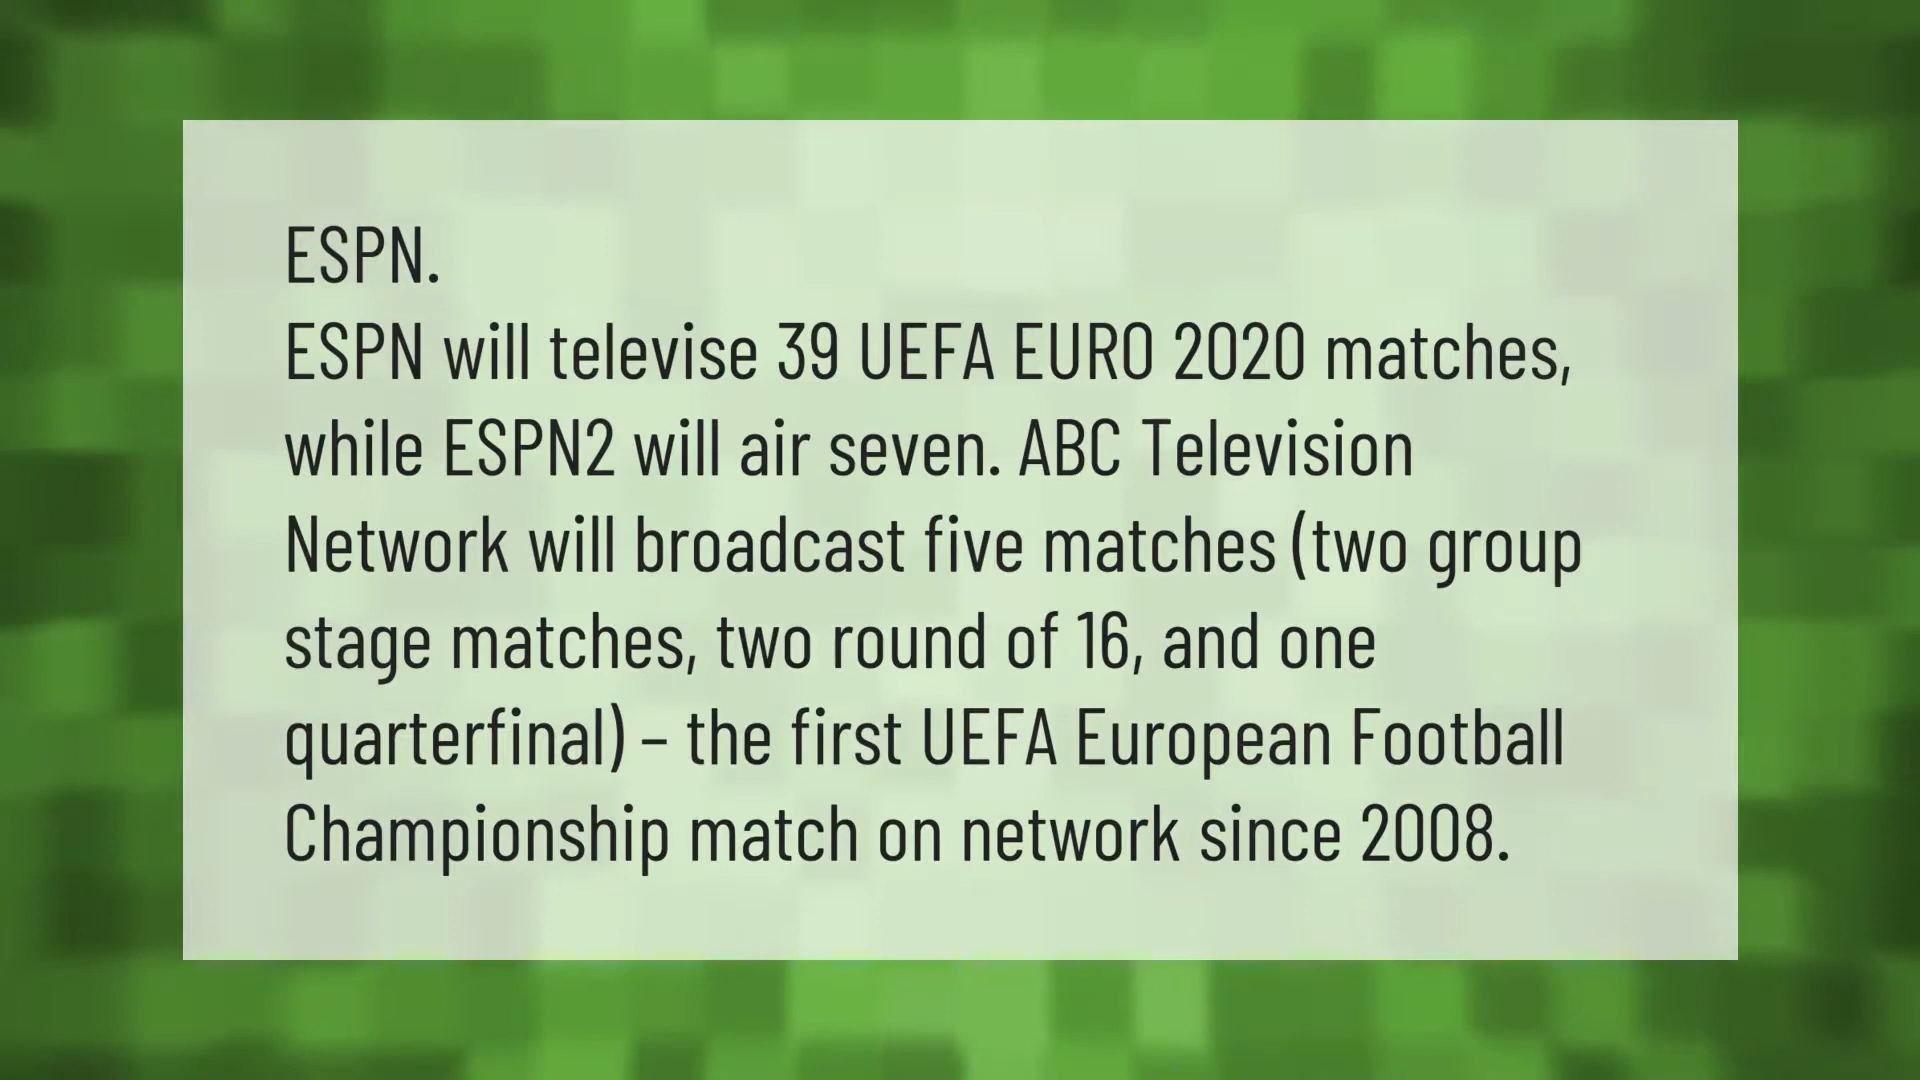 ESPN.
ESPN will televise 39 UEFA EURO 2020 matches,
while ESPN2 will air seven. ABC Television
Network will broadcast five matches (two group
stage matches, two round of 16, and one
quarterfinal) – the first UEFA European Football
Championship match on network since 2008.